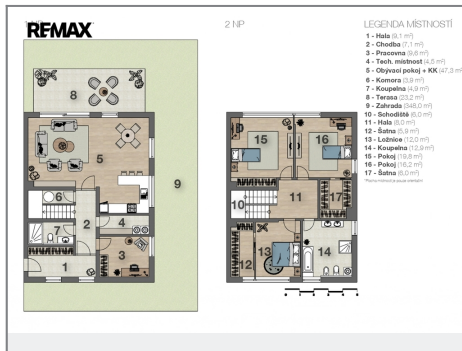 RE/MAX
2 NP
LEGENDA MÍSTNOSTÍ
1 - Hala (9,1 m²)
2 - Chodba (7,1 m²)
3 - Pracovna (9,6 m²)
4 - Tech. místnost (4,5 m²)
5 - Obývací pokoj + KK (47,3 m²)
6 - Komora (3,9 m²)
7 - Koupelna (4,9 m²)
8 - Terasa (23,2 m²)
9 - Zahrada (348,0 m²)
10 - Schodiště (6,0 m²)
11 - Hala (8,0 m²)
12 - Šatna (5,9 m²)
13 - Ložnice (12,0 m²)
14 - Koupelna (12,9 m²)
15 - Pokoj (19,8 m²)
16 - Pokoj (16,2 m²)
17 - Šatna (6,0 m²)
8
15
16
5
9
6
10
11
17
2
7
4
3
1
12
13
14